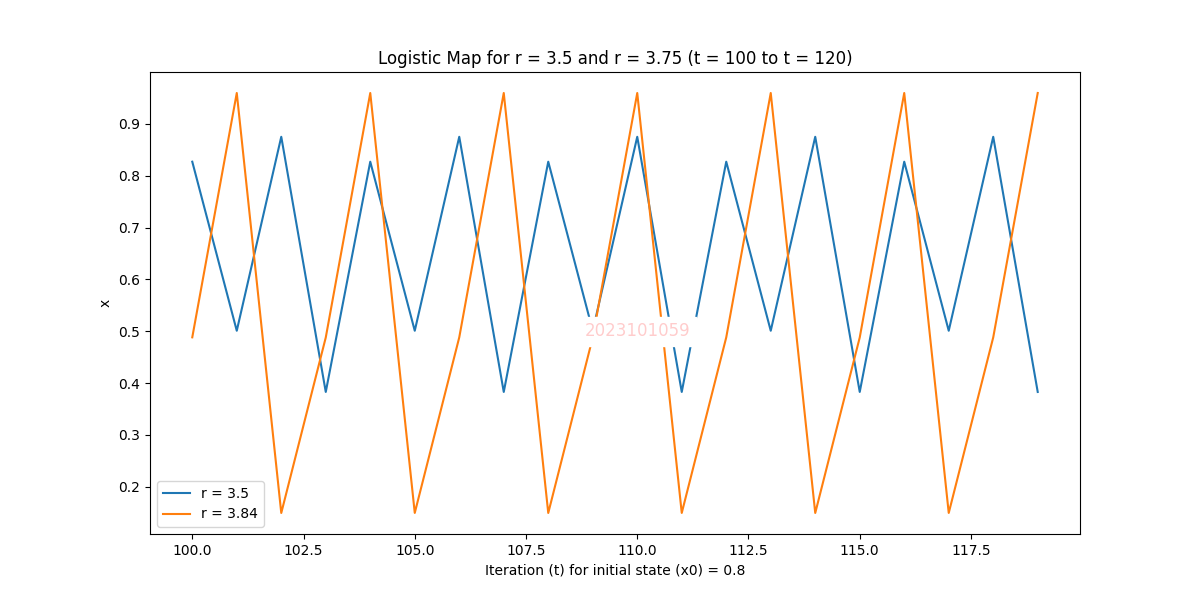 Logistic Map for r = 3.5 and r = 3.75 (t = 100 to t = 120)
x
0.9
0.8
0.7
0.6
0.5
0.4
0.3
0.2
2023101059
r = 3.5
r = 3.84
100.0 102.5 105.0 107.5 110.0 112.5 115.0 117.5
Iteration (t) for initial state (x0) = 0.8